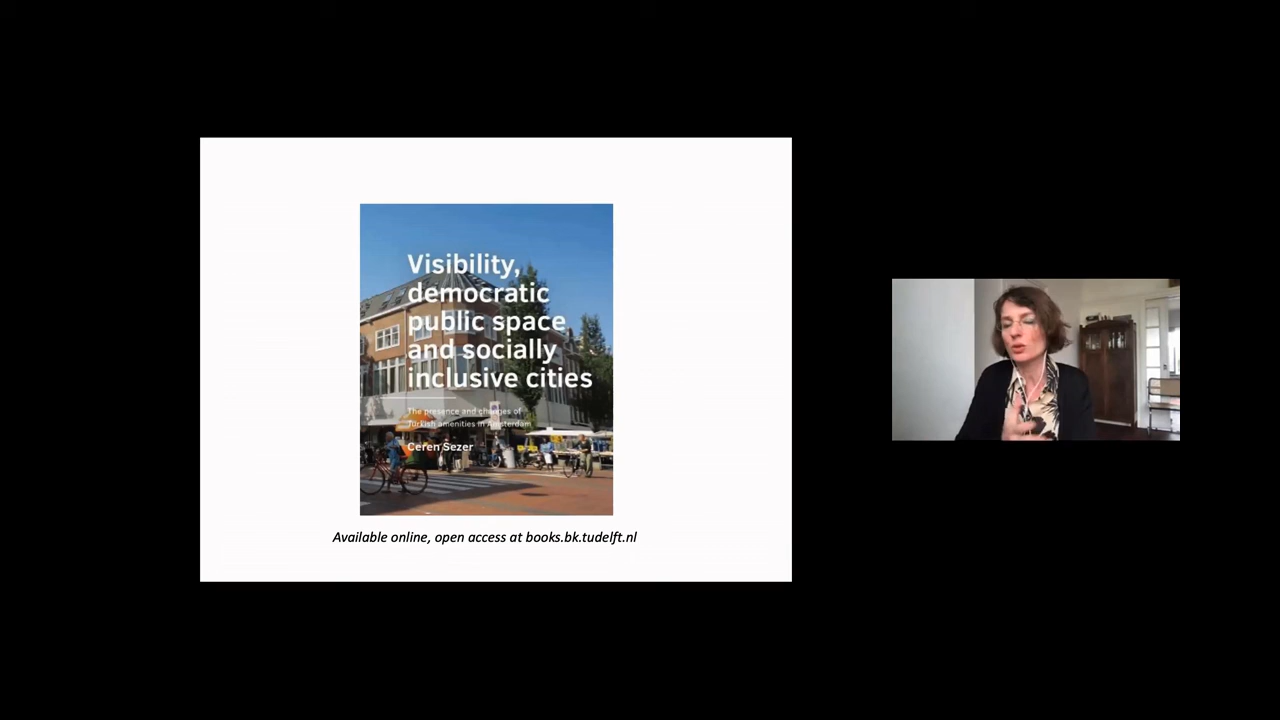 Visibility,
democratic
public space
and socially
inclusive cities
The presence and changes of
Turkish amenities in Amsterdam
Ceren Sezer
Available online, open access at books.bk.tudelft.nl